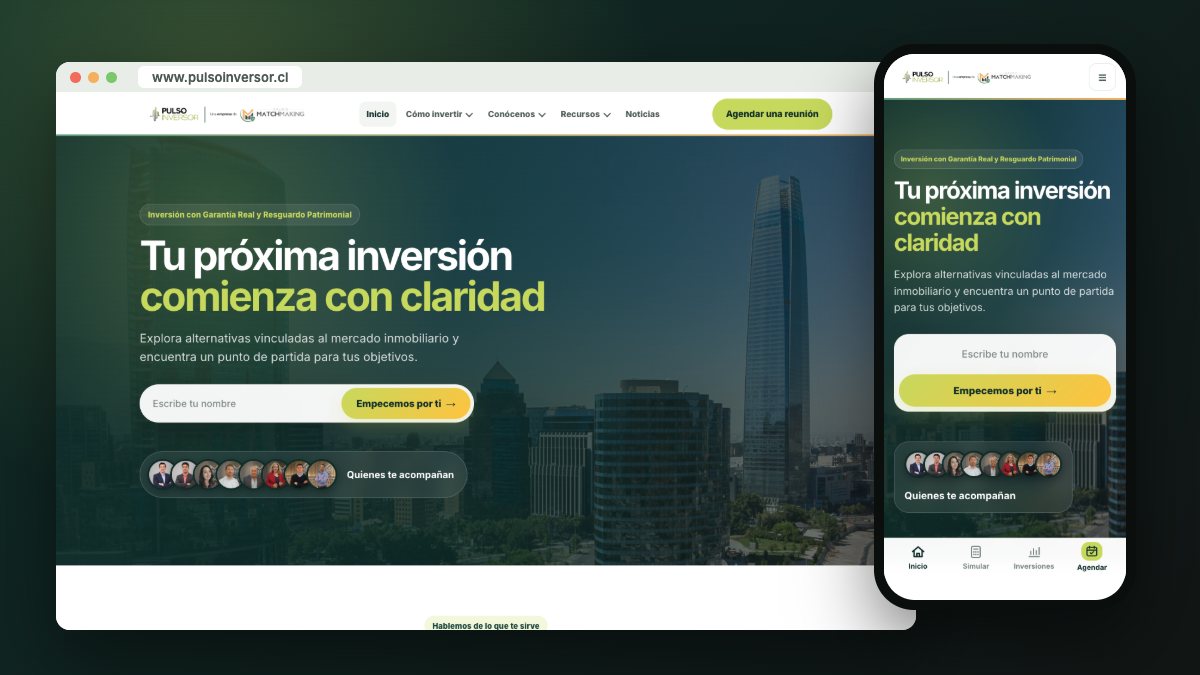 www.pulsoinversor.cl
PULSO
INVERSOR
Una empresa de
MATCHMAKING
Inicio
Cómo invertir
Conócenos
Recursos
Noticias
Agendar una reunión
Inversión con Garantía Real y Resguardo Patrimonial
Tu próxima inversión
comienza con claridad
Explora alternativas vinculadas al mercado inmobiliario y
encuentra un punto de partida para tus objetivos.
Escribe tu nombre
Empecemos por ti →
Quienes te acompañan
Hablemos de lo que te sirve
PULSO
INVERSOR
MATCHMAKING
Inversión con Garantía Real y Resguardo Patrimonial
Tu próxima inversión
comienza con
claridad
Explora alternativas vinculadas al mercado
inmobiliario y encuentra un punto de partida
para tus objetivos.
Escribe tu nombre
Empecemos por ti →
Quienes te acompañan
Inicio
Simular
Inversiones
Agendar